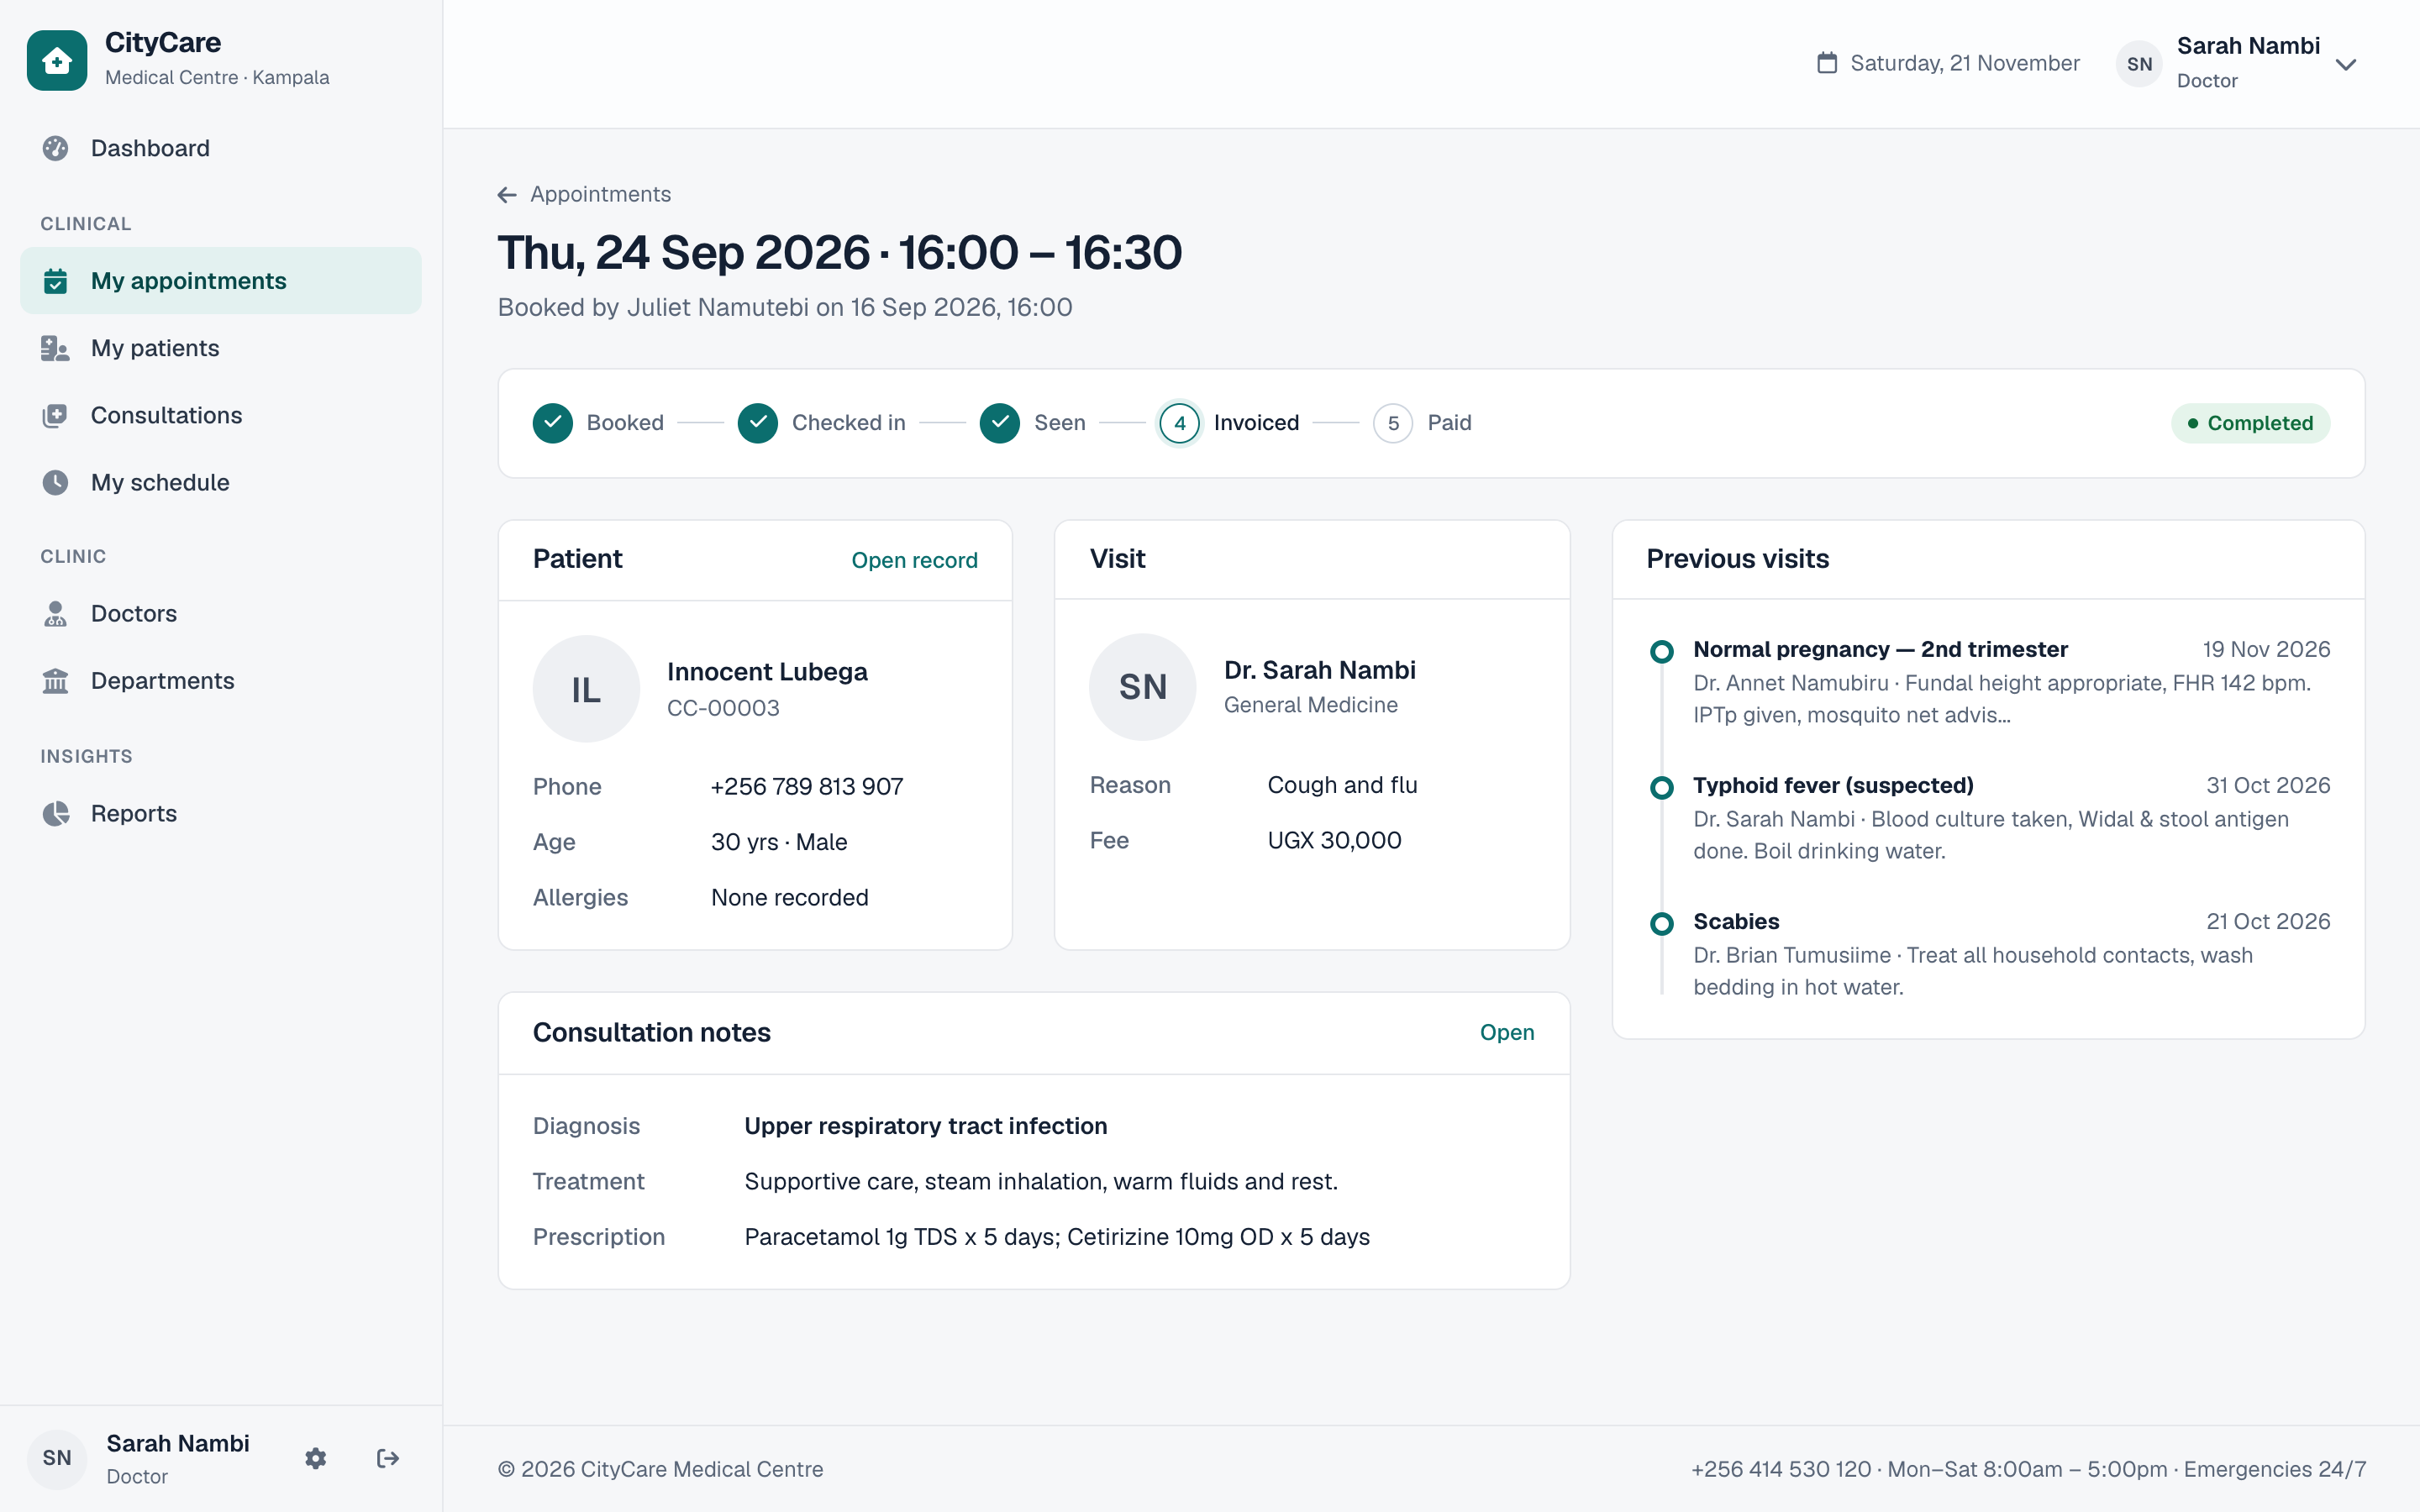 CityCare
Medical Centre · Kampala
Dashboard
CLINICAL
My appointments
My patients
Consultations
My schedule
CLINIC
Doctors
Departments
INSIGHTS
Reports
SN
Sarah Nambi
Doctor
Saturday, 21 November
SN
Sarah Nambi
Doctor
Appointments
Thu, 24 Sep 2026 · 16:00 – 16:30
Booked by Juliet Namutebi on 16 Sep 2026, 16:00
Booked
Checked in
Seen
4 Invoiced
5 Paid
Completed
Patient
Open record
IL
Innocent Lubega
CC-00003
Phone +256 789 813 907
Age 30 yrs · Male
Allergies None recorded
Visit
SN
Dr. Sarah Nambi
General Medicine
Reason Cough and flu
Fee UGX 30,000
Previous visits
Normal pregnancy — 2nd trimester 19 Nov 2026
Dr. Annet Namubiru · Fundal height appropriate, FHR 142 bpm.
IPTp given, mosquito net advis...
Typhoid fever (suspected) 31 Oct 2026
Dr. Sarah Nambi · Blood culture taken, Widal & stool antigen
done. Boil drinking water.
Scabies 21 Oct 2026
Dr. Brian Tumusiime · Treat all household contacts, wash
bedding in hot water.
Consultation notes
Open
Diagnosis Upper respiratory tract infection
Treatment Supportive care, steam inhalation, warm fluids and rest.
Prescription Paracetamol 1g TDS x 5 days; Cetirizine 10mg OD x 5 days
© 2026 CityCare Medical Centre
+256 414 530 120 · Mon–Sat 8:00am – 5:00pm · Emergencies 24/7